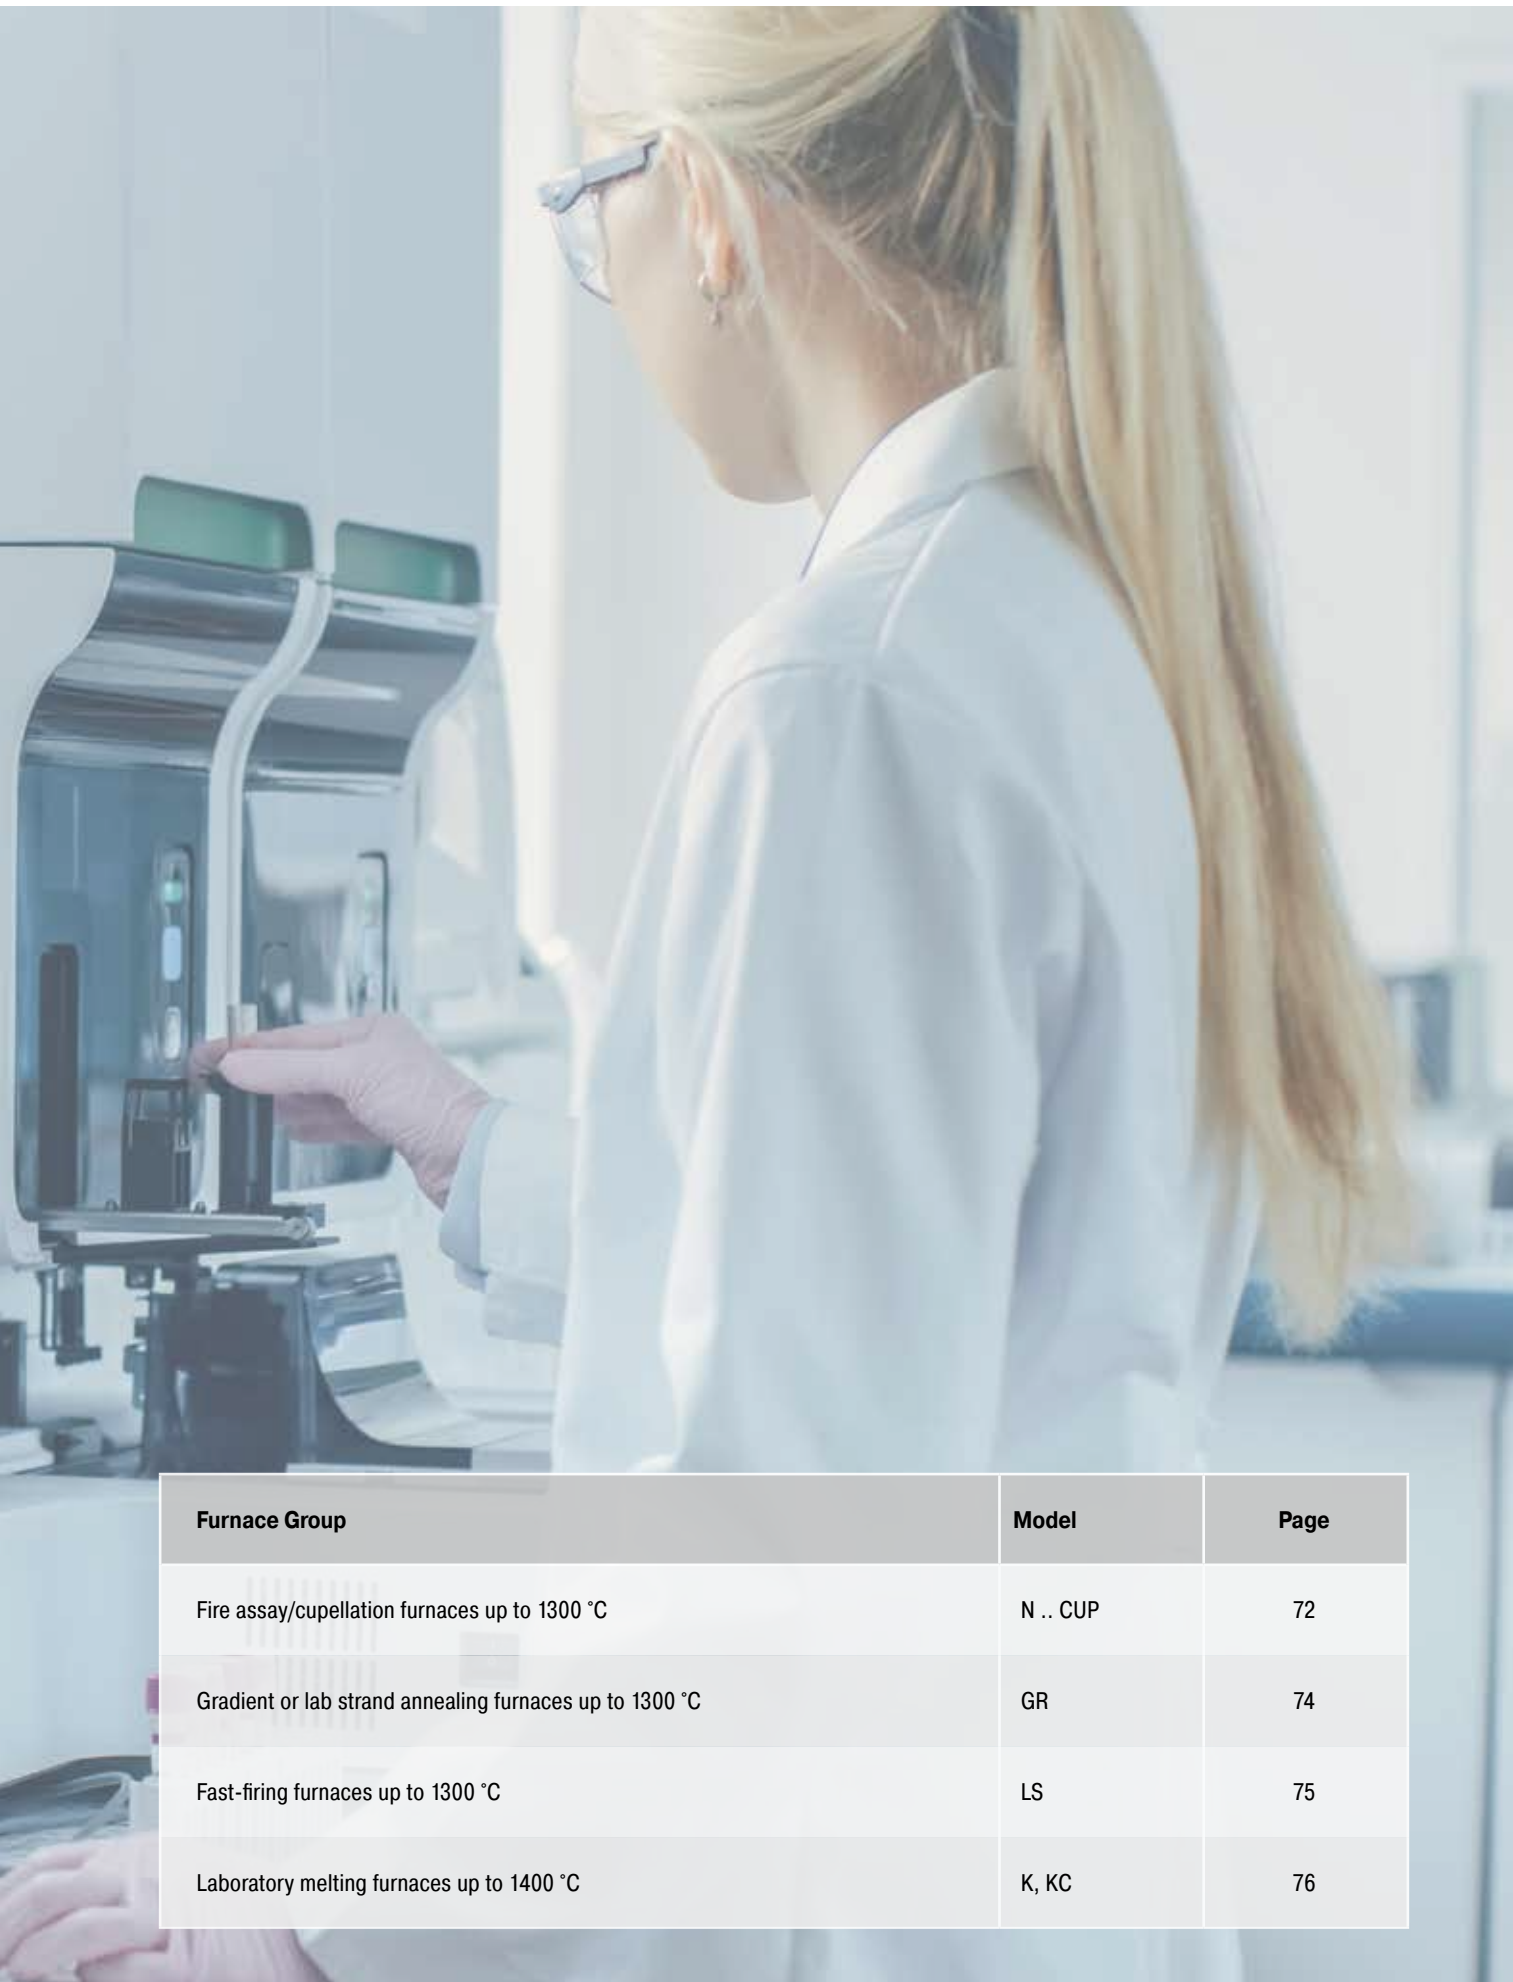 Furnace Group Model Page
Fire assay/cupellation furnaces up to 1300 °C N .. CUP 72
Gradient or lab strand annealing furnaces up to 1300 °C GR 74
Fast-firing furnaces up to 1300 °C LS 75
Laboratory melting furnaces up to 1400 °C K, KC 76